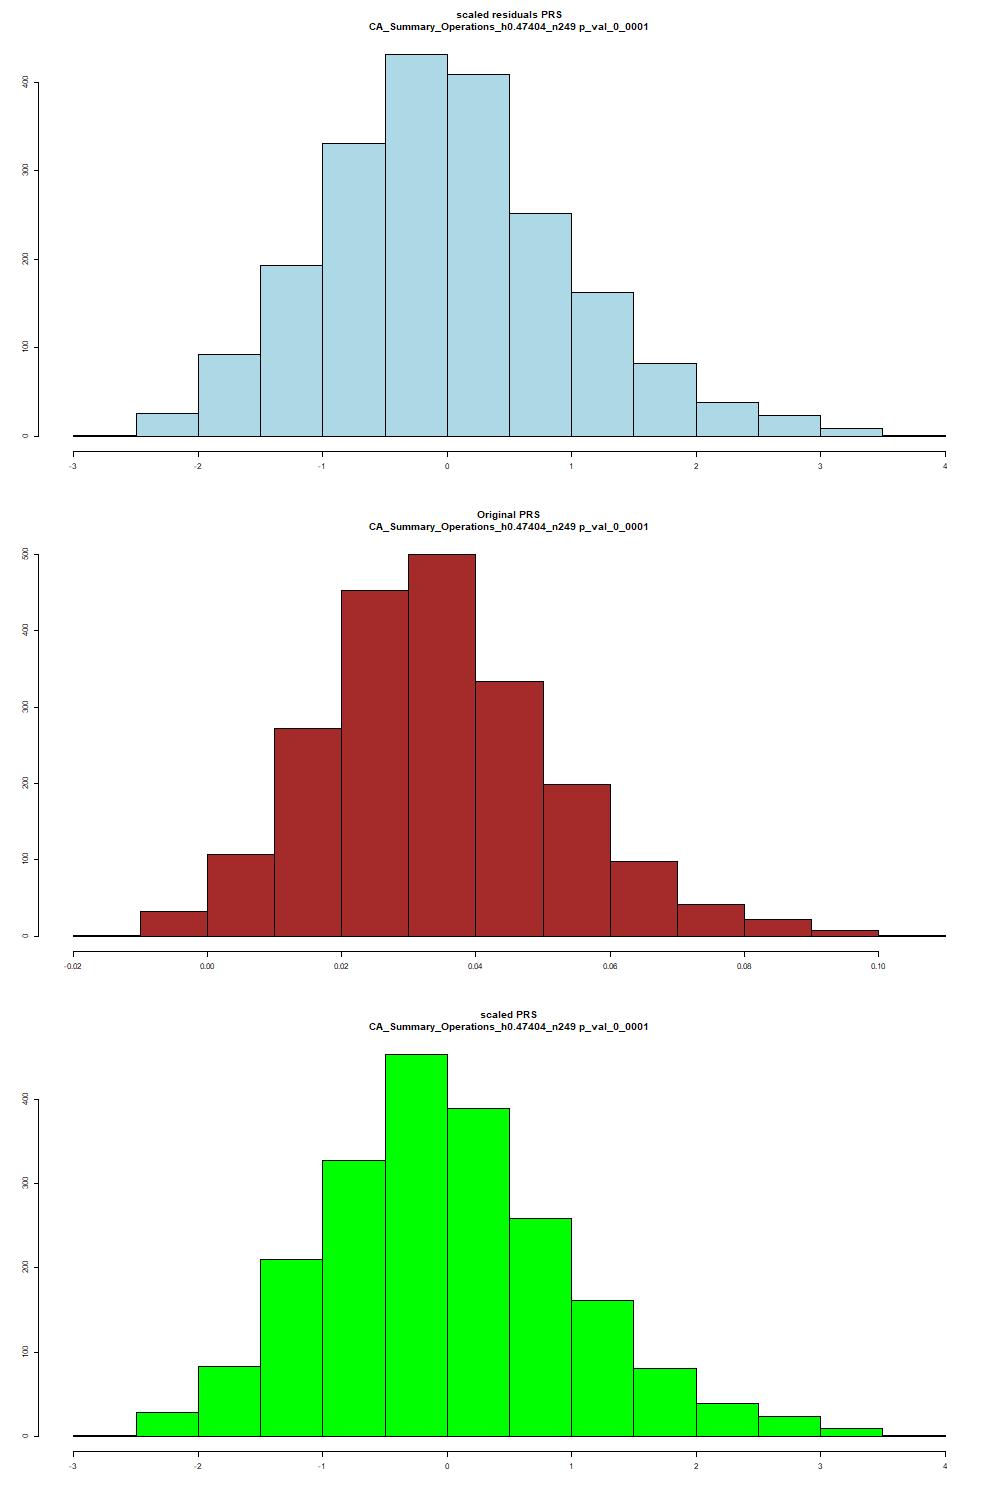 scaled residuals PRS
CA_Summary_Operations_h0.47404_n249 p_val_0_0001
400
300
200
100
0
-3 -2 -1 0 1 2 3 4
Original PRS
CA_Summary_Operations_h0.47404_n249 p_val_0_0001
500
400
300
200
100
0
-0.02 0.00 0.02 0.04 0.06 0.08 0.10
scaled PRS
CA_Summary_Operations_h0.47404_n249 p_val_0_0001
400
300
200
100
0
-3 -2 -1 0 1 2 3 4